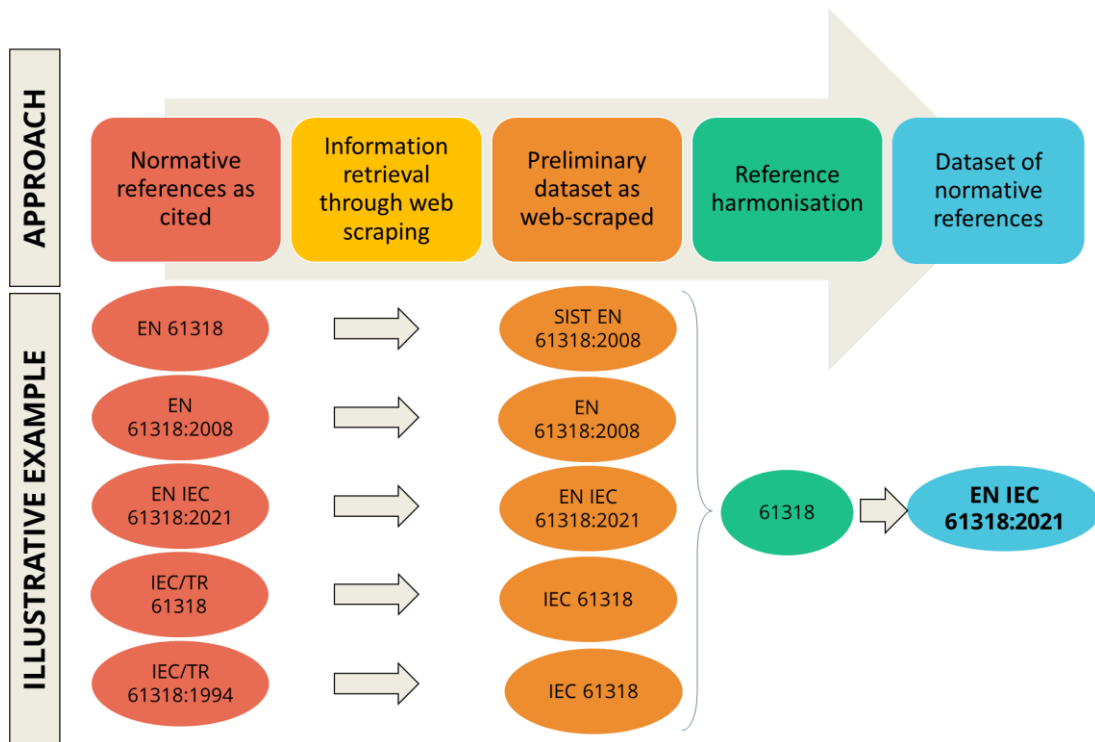 APPROACH
Normative
references as
cited
Information
retrieval
through web
scraping
Preliminary
dataset as
web-scraped
Reference
harmonisation
Dataset of
normative
references
ILLUSTRATIVE EXAMPLE
EN 61318
SIST EN
61318:2008
EN
61318:2008
EN
61318:2008
EN IEC
61318:2021
EN IEC
61318:2021
61318
EN IEC
61318:2021
IEC/TR
61318
IEC 61318
IEC/TR
61318:1994
IEC 61318